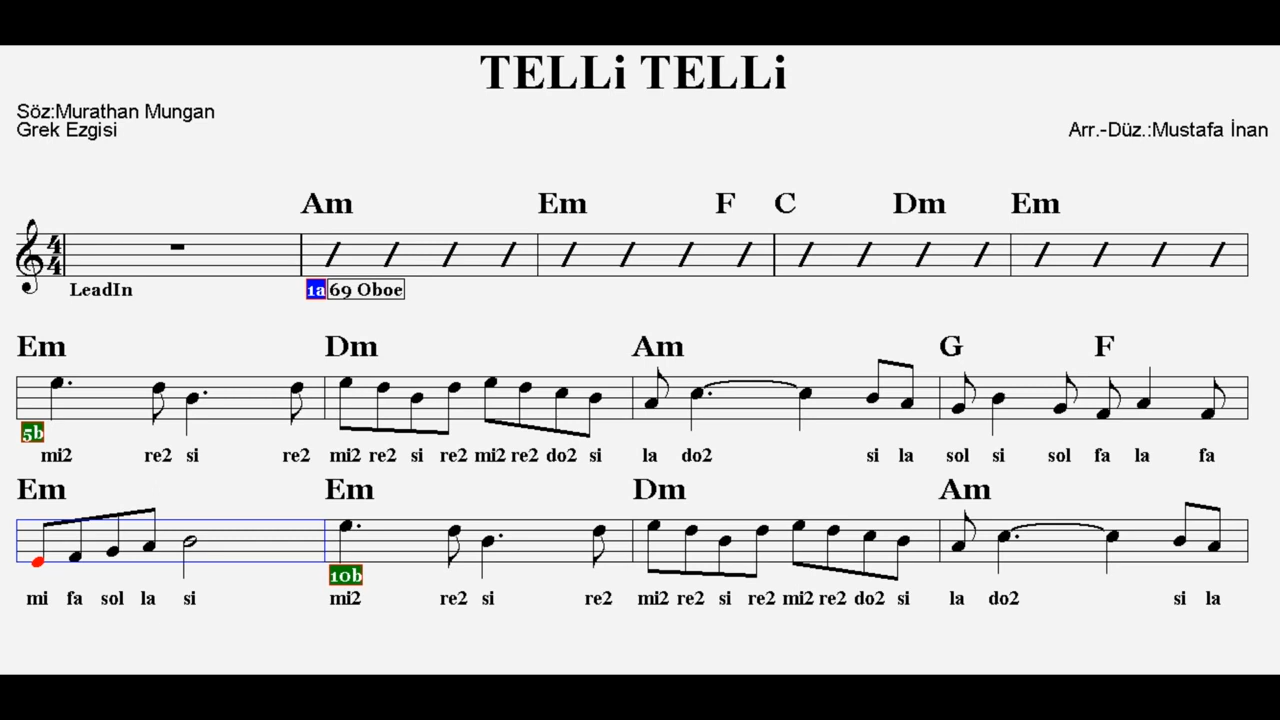 TELLi TELLi
Söz:Murathan Mungan
Grek Ezgisi
Arr.-Düz.:Mustafa İnan
Am Em F C Dm Em
4
4
LeadIn 1a 69 Oboe
Em Dm Am G F
5b
mi2 re2 si re2 mi2 re2 si re2 mi2 re2 do2 si la do2 si la sol si sol fa la fa
Em Em Dm Am
10b
mi fa sol la si mi2 re2 si re2 mi2 re2 si re2 mi2 re2 do2 si la do2 si la